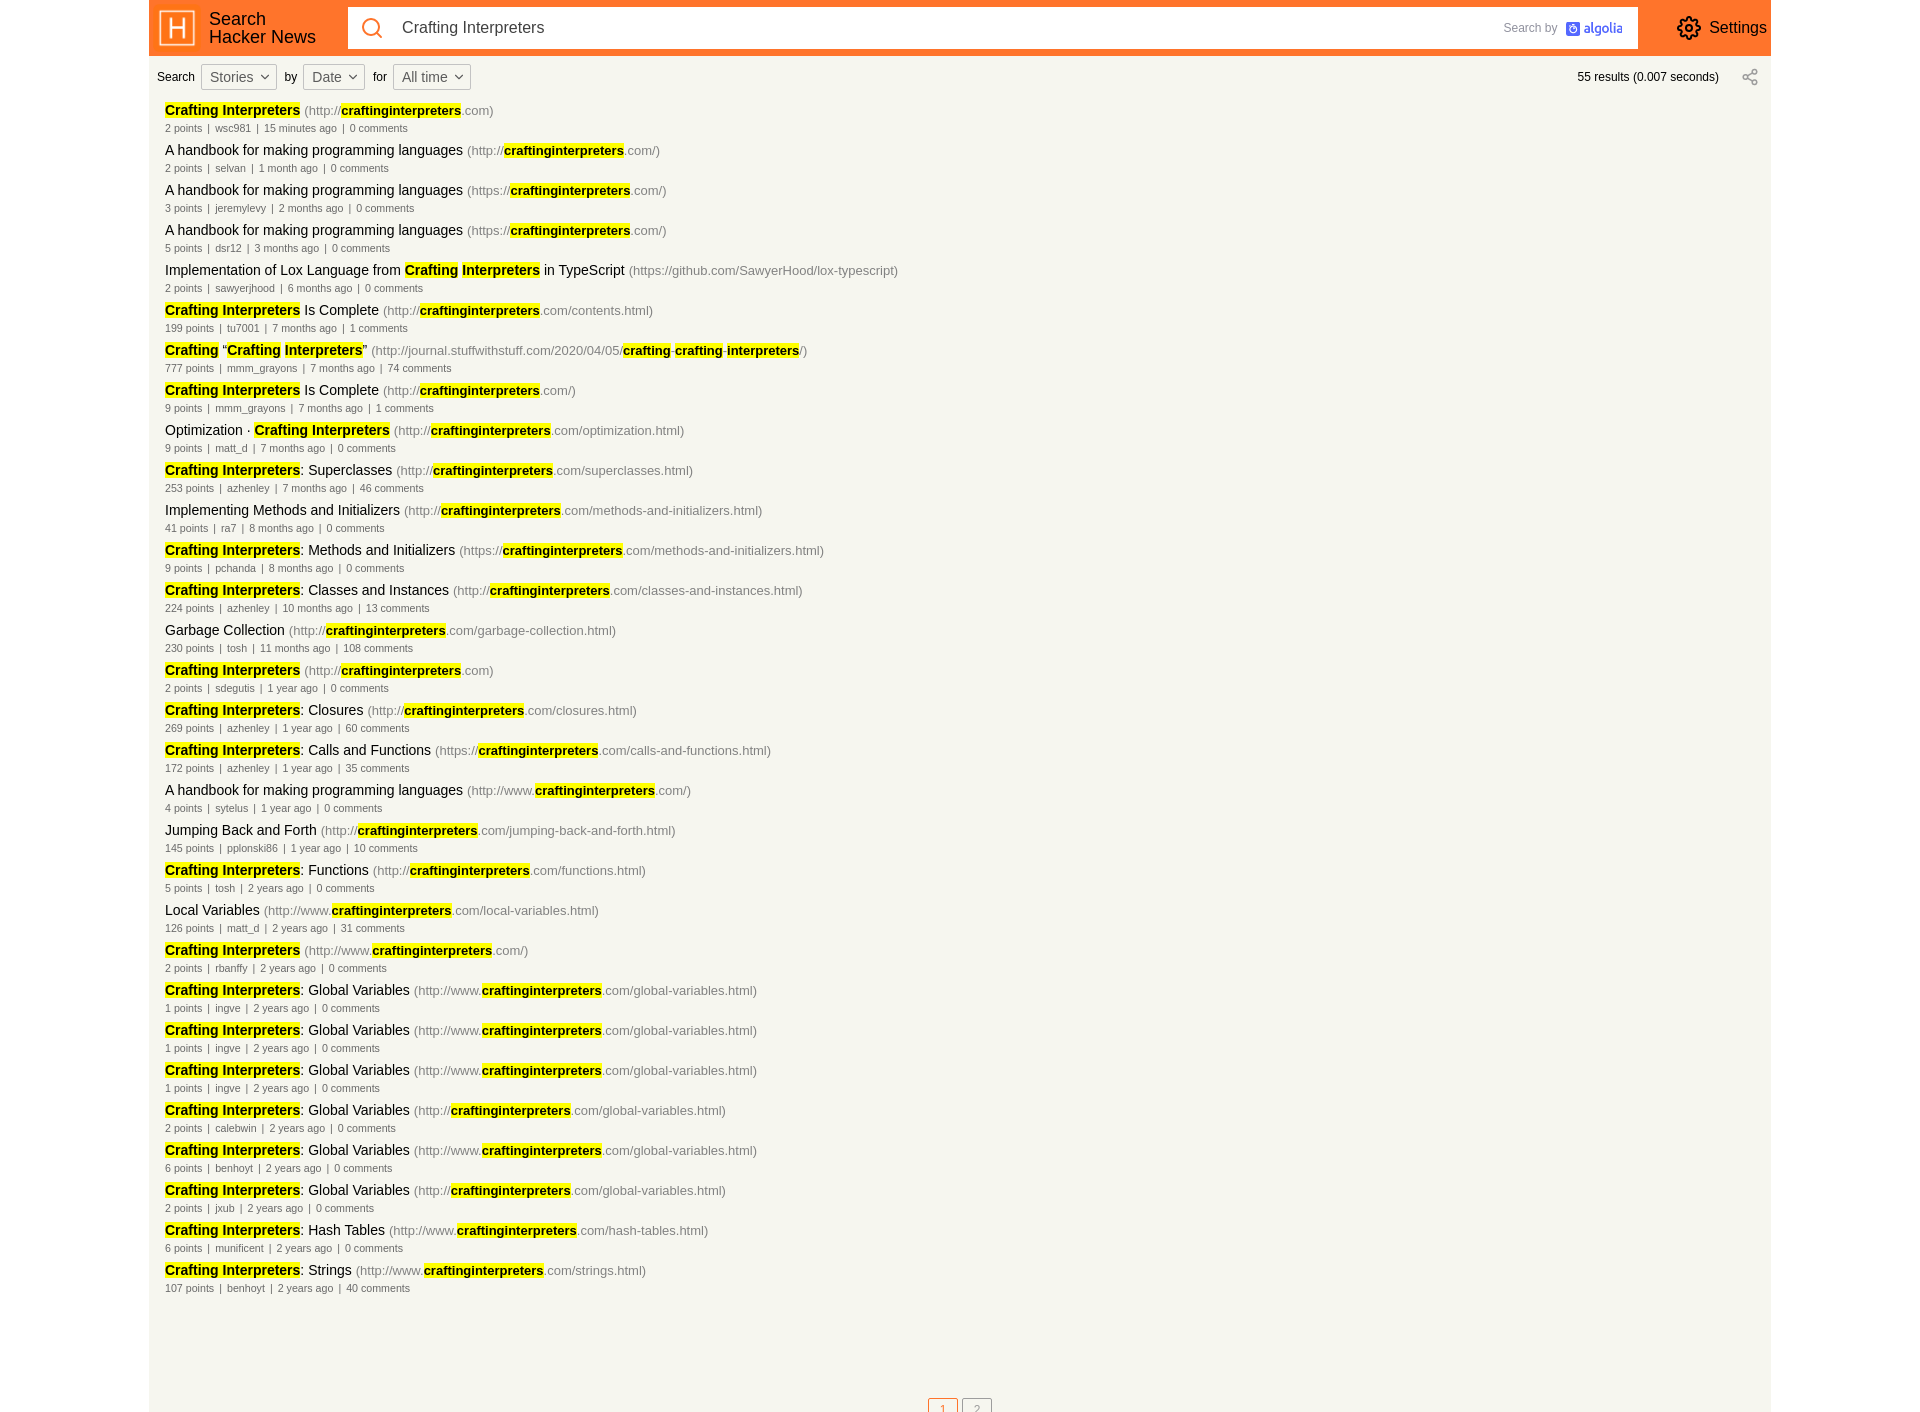 Search
Hacker News
Crafting Interpreters
Search by algolia
Settings
Search Stories by Date for All time
55 results (0.007 seconds)
Crafting Interpreters (http://craftinginterpreters.com)
2 points | wsc981 | 15 minutes ago | 0 comments
A handbook for making programming languages (http://craftinginterpreters.com/)
2 points | selvan | 1 month ago | 0 comments
A handbook for making programming languages (https://craftinginterpreters.com/)
3 points | jeremylevy | 2 months ago | 0 comments
A handbook for making programming languages (https://craftinginterpreters.com/)
5 points | dsr12 | 3 months ago | 0 comments
Implementation of Lox Language from Crafting Interpreters in TypeScript (https://github.com/SawyerHood/lox-typescript)
2 points | sawyerjhood | 6 months ago | 0 comments
Crafting Interpreters Is Complete (http://craftinginterpreters.com/contents.html)
199 points | tu7001 | 7 months ago | 1 comments
Crafting “Crafting Interpreters” (http://journal.stuffwithstuff.com/2020/04/05/crafting-crafting-interpreters/)
777 points | mmm_grayons | 7 months ago | 74 comments
Crafting Interpreters Is Complete (http://craftinginterpreters.com/)
9 points | mmm_grayons | 7 months ago | 1 comments
Optimization · Crafting Interpreters (http://craftinginterpreters.com/optimization.html)
9 points | matt_d | 7 months ago | 0 comments
Crafting Interpreters: Superclasses (http://craftinginterpreters.com/superclasses.html)
253 points | azhenley | 7 months ago | 46 comments
Implementing Methods and Initializers (http://craftinginterpreters.com/methods-and-initializers.html)
41 points | ra7 | 8 months ago | 0 comments
Crafting Interpreters: Methods and Initializers (https://craftinginterpreters.com/methods-and-initializers.html)
9 points | pchanda | 8 months ago | 0 comments
Crafting Interpreters: Classes and Instances (http://craftinginterpreters.com/classes-and-instances.html)
224 points | azhenley | 10 months ago | 13 comments
Garbage Collection (http://craftinginterpreters.com/garbage-collection.html)
230 points | tosh | 11 months ago | 108 comments
Crafting Interpreters (http://craftinginterpreters.com)
2 points | sdegutis | 1 year ago | 0 comments
Crafting Interpreters: Closures (http://craftinginterpreters.com/closures.html)
269 points | azhenley | 1 year ago | 60 comments
Crafting Interpreters: Calls and Functions (https://craftinginterpreters.com/calls-and-functions.html)
172 points | azhenley | 1 year ago | 35 comments
A handbook for making programming languages (http://www.craftinginterpreters.com/)
4 points | sytelus | 1 year ago | 0 comments
Jumping Back and Forth (http://craftinginterpreters.com/jumping-back-and-forth.html)
145 points | pplonski86 | 1 year ago | 10 comments
Crafting Interpreters: Functions (http://craftinginterpreters.com/functions.html)
5 points | tosh | 2 years ago | 0 comments
Local Variables (http://www.craftinginterpreters.com/local-variables.html)
126 points | matt_d | 2 years ago | 31 comments
Crafting Interpreters (http://www.craftinginterpreters.com/)
2 points | rbanffy | 2 years ago | 0 comments
Crafting Interpreters: Global Variables (http://www.craftinginterpreters.com/global-variables.html)
1 points | ingve | 2 years ago | 0 comments
Crafting Interpreters: Global Variables (http://www.craftinginterpreters.com/global-variables.html)
1 points | ingve | 2 years ago | 0 comments
Crafting Interpreters: Global Variables (http://www.craftinginterpreters.com/global-variables.html)
1 points | ingve | 2 years ago | 0 comments
Crafting Interpreters: Global Variables (http://craftinginterpreters.com/global-variables.html)
2 points | calebwin | 2 years ago | 0 comments
Crafting Interpreters: Global Variables (http://www.craftinginterpreters.com/global-variables.html)
6 points | benhoyt | 2 years ago | 0 comments
Crafting Interpreters: Global Variables (http://craftinginterpreters.com/global-variables.html)
2 points | jxub | 2 years ago | 0 comments
Crafting Interpreters: Hash Tables (http://www.craftinginterpreters.com/hash-tables.html)
6 points | munificent | 2 years ago | 0 comments
Crafting Interpreters: Strings (http://www.craftinginterpreters.com/strings.html)
107 points | benhoyt | 2 years ago | 40 comments
1 2